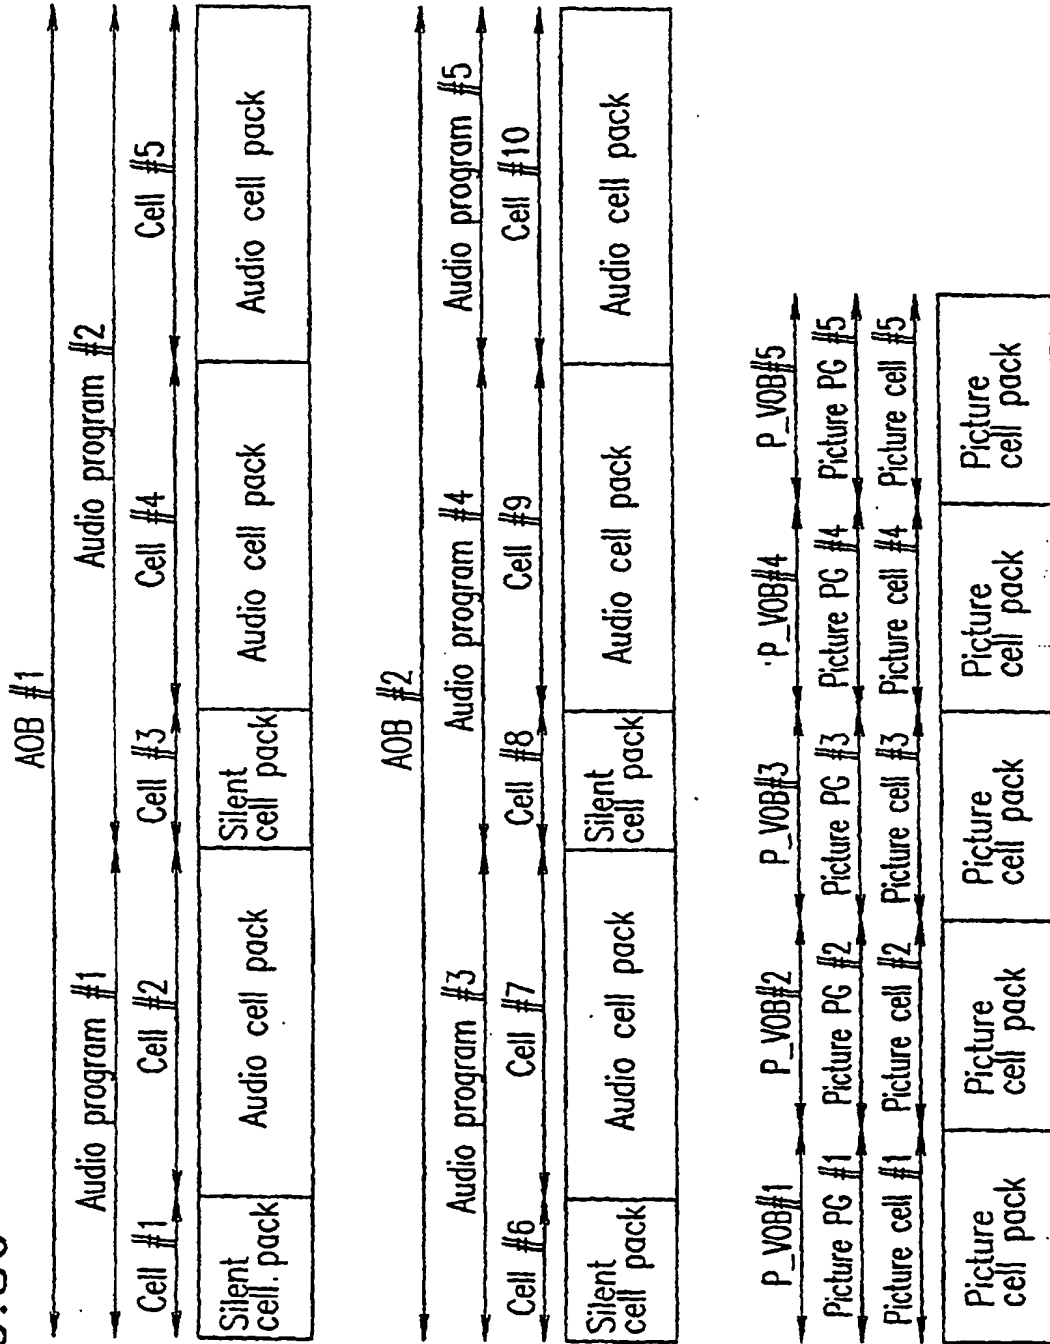 AOB #1
Audio program #1
Audio program #2
Cell #1
Cell #2
Cell #3
Cell #4
Cell #5
Silent
cell. pack
Audio cell pack
Silent
cell pack
Audio cell pack
Audio cell pack
AOB #2
Audio program #3
Audio program #4
Audio program #5
Cell #6
Cell #7
Cell #8
Cell #9
Cell #10
Silent
cell pack
Audio cell pack
Silent
cell pack
Audio cell pack
Audio cell pack
P_VOB#1
P_VOB#2
P_VOB#3
P_VOB#4
P_VOB#5
Picture PG #1
Picture PG #2
Picture PG #3
Picture PG #4
Picture PG #5
Picture cell #1
Picture cell #2
Picture cell #3
Picture cell #4
Picture cell #5
Picture
cell pack
Picture
cell pack
Picture
cell pack
Picture
cell pack
Picture
cell pack